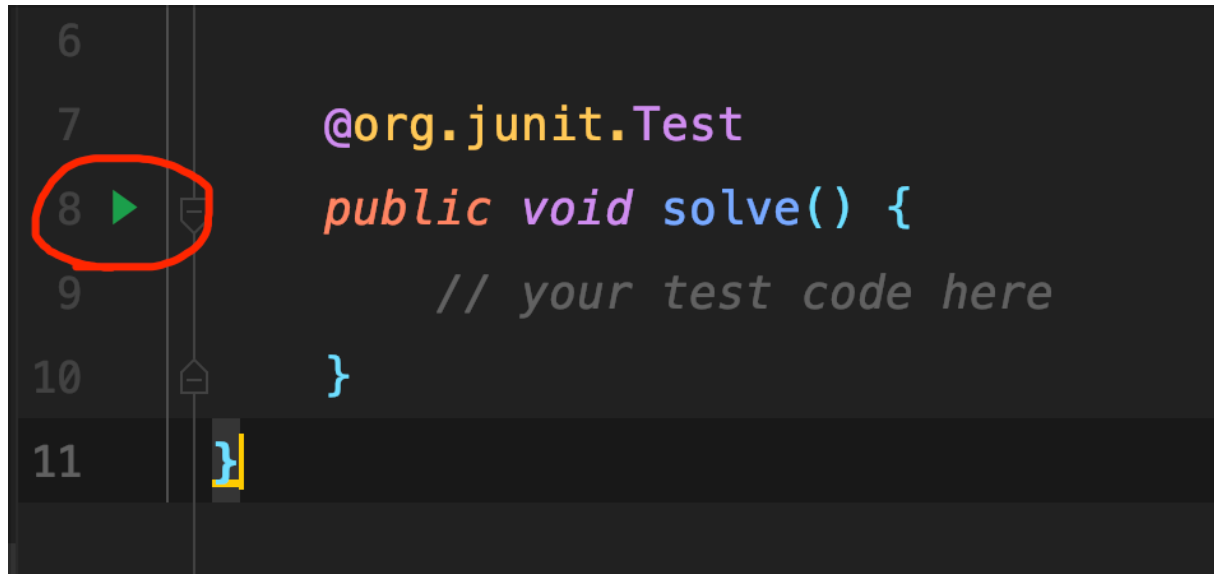 6
7 @org.junit.Test
8 public void solve() {
9 // your test code here
10 }
11 }